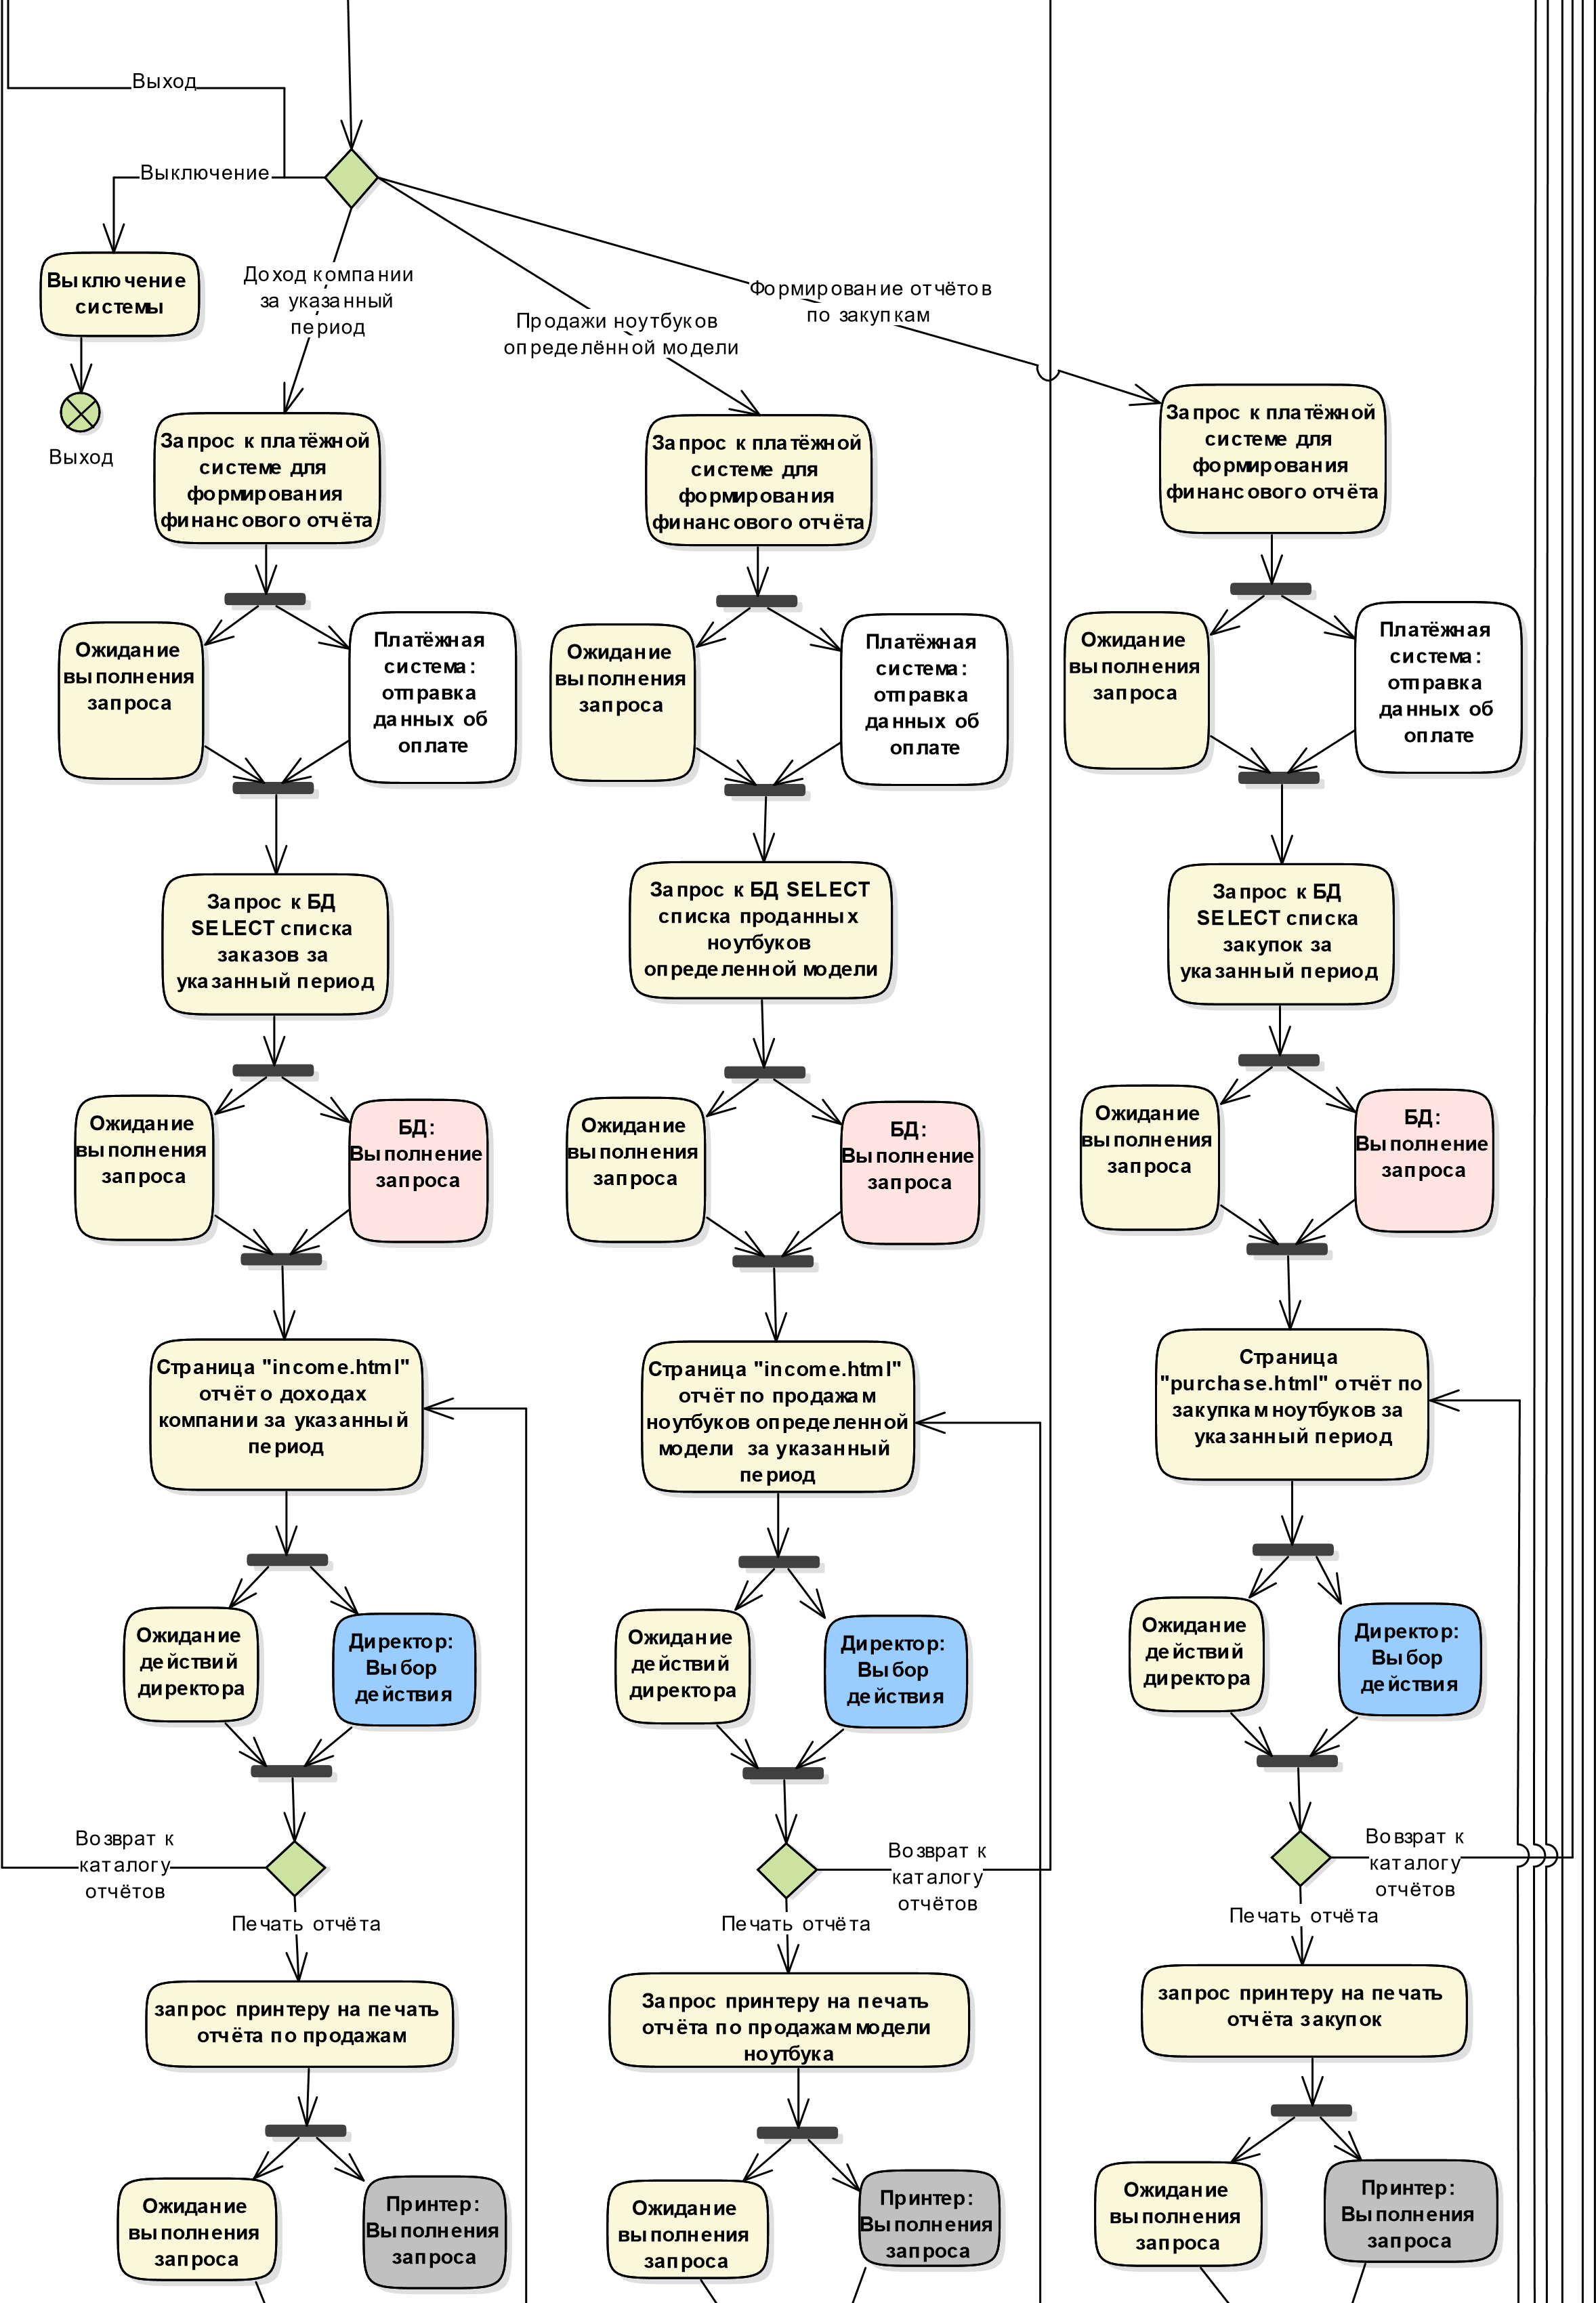 Выход
Выключение
Выключение
системы
Выход
Доход компании
за указанный
период
Продажи ноутбуков
определённой модели
Формирование отчётов
по закупкам
Запрос к платёжной
системе для
формирования
финансового отчёта
Запрос к платёжной
системе для
формирования
финансового отчёта
Запрос к платёжной
системе для
формирования
финансового отчёта
Ожидание
выполнения
запроса
Платёжная
система:
отправка
данных об
оплате
Ожидание
выполнения
запроса
Платёжная
система:
отправка
данных об
оплате
Ожидание
выполнения
запроса
Платёжная
система:
отправка
данных об
оплате
Запрос к БД
SELECT списка
заказов за
указанный период
Запрос к БД SELECT
списка проданных
ноутбуков
определенной модели
Запрос к БД
SELECT списка
закупок за
указанный период
Ожидание
выполнения
запроса
БД:
Выполнение
запроса
Ожидание
выполнения
запроса
БД:
Выполнение
запроса
Ожидание
выполнения
запроса
БД:
Выполнение
запроса
Страница "income.html"
отчёт о доходах
компании за указанный
период
Страница "income.html"
отчёт по продажам
ноутбуков определенной
модели за указанный
период
Страница
"purchase.html" отчёт по
закупкам ноутбуков за
указанный период
Ожидание
действий
директора
Директор:
Выбор
действия
Ожидание
действий
директора
Директор:
Выбор
действия
Ожидание
действий
директора
Директор:
Выбор
действия
Возврат к
каталогу
отчётов
Возврат к
каталогу
отчётов
Вовзрат к
каталогу
отчётов
Печать отчёта
Печать отчёта
Печать отчёта
запрос принтеру на печать
отчёта по продажам
Запрос принтеру на печать
отчёта по продажам модели
ноутбука
запрос принтеру на печать
отчёта закупок
Ожидание
выполнения
запроса
Принтер:
Выполнения
запроса
Ожидание
выполнения
запроса
Принтер:
Выполнения
запроса
Ожидание
выполнения
запроса
Принтер:
Выполнения
запроса